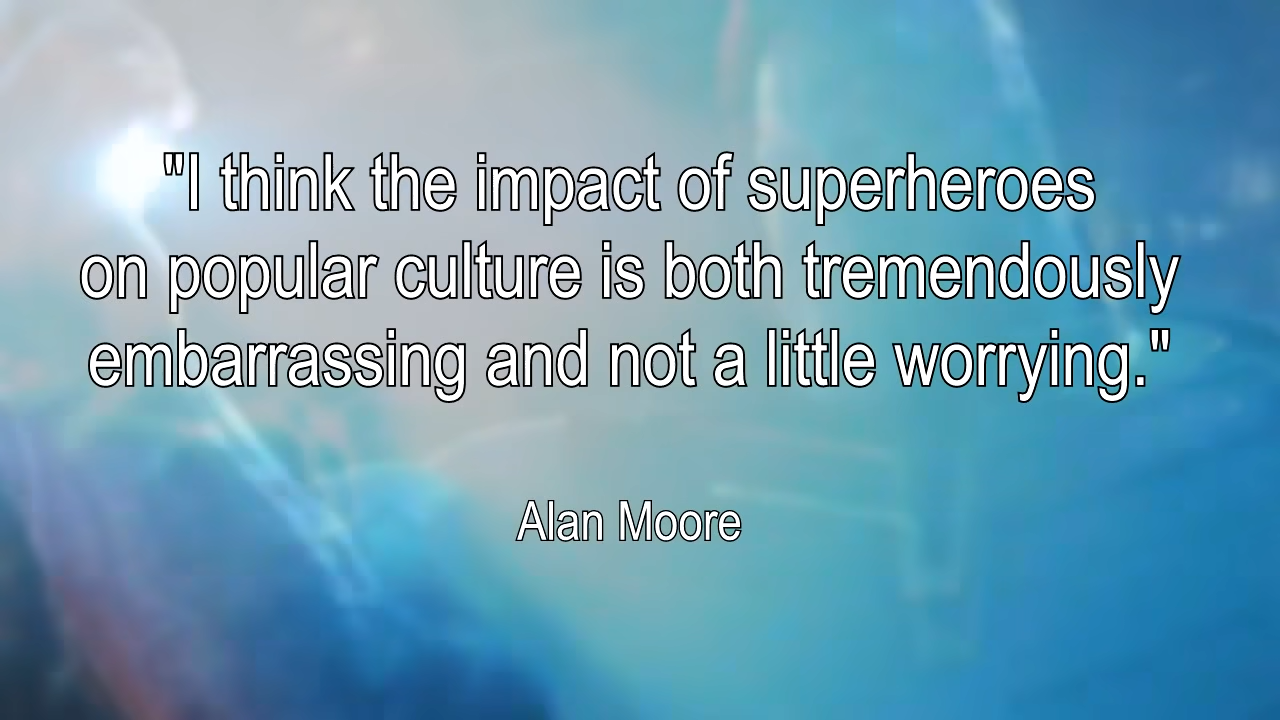 "I think the impact of superheroes
on popular culture is both tremendously
embarrassing and not a little worrying."
Alan Moore